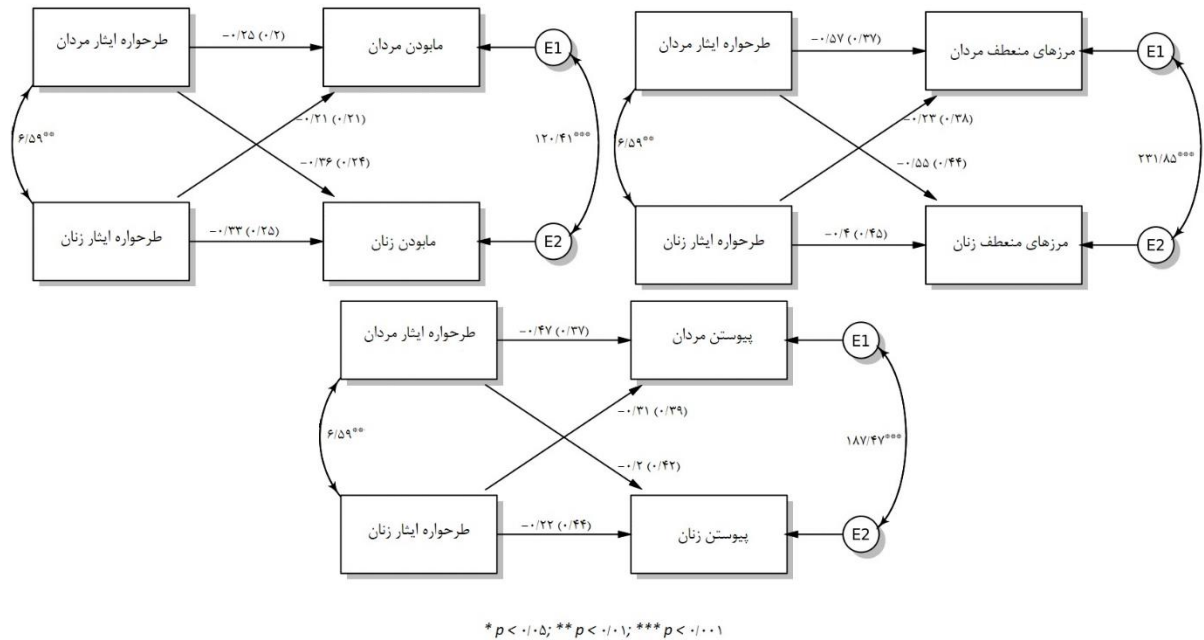 طرحواره ایثار مردان
−۰/۲۵ (۰/۲)
مابودن مردان
E1
−۰/۲۱ (۰/۲۱)
۶/۵۹**
۱۲۰/۴۱***
−۰/۳۶ (۰/۲۴)
طرحواره ایثار زنان
−۰/۳۳ (۰/۲۵)
مابودن زنان
E2
طرحواره ایثار مردان
−۰/۵۷ (۰/۳۷)
مرزهای منعطف مردان
E1
−۰/۲۳ (۰/۳۸)
۶/۵۹**
۲۳۱/۸۵***
−۰/۵۵ (۰/۴۴)
طرحواره ایثار زنان
−۰/۴ (۰/۴۵)
مرزهای منعطف زنان
E2
طرحواره ایثار مردان
−۰/۴۷ (۰/۳۷)
پیوستن مردان
E1
−۰/۳۱ (۰/۳۹)
۶/۵۹**
۱۸۷/۴۷***
−۰/۲ (۰/۴۲)
طرحواره ایثار زنان
−۰/۲۲ (۰/۴۴)
پیوستن زنان
E2
* p < ۰/۰۵; ** p < ۰/۰۱; *** p < ۰/۰۰۱